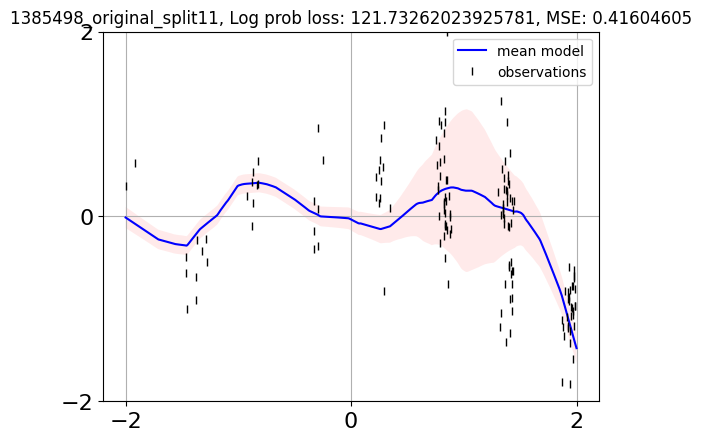 1385498_original_split11, Log prob loss: 121.73262023925781, MSE: 0.41604605
2
mean model
observations
0
−2
−2
0
2